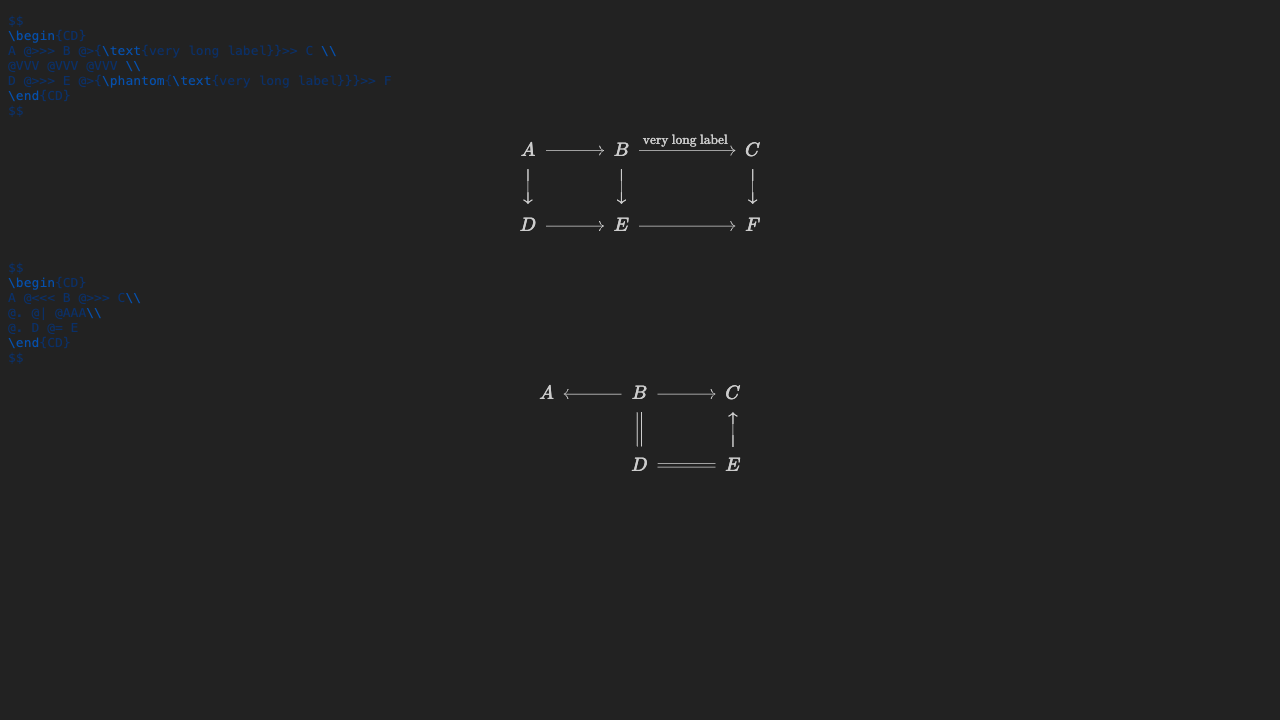 $$
\begin{CD}
A @>>> B @>{\text{very long label}}>> C \\
@VVV @VVV @VVV \\
D @>>> E @>{\phantom{\text{very long label}}}>> F
\end{CD}
$$
very long label
A B C
D E F
$$
\begin{CD}
A @<<< B @>>> C\\
@. @| @AAA\\
@. D @= E
\end{CD}
$$
A B C
D E